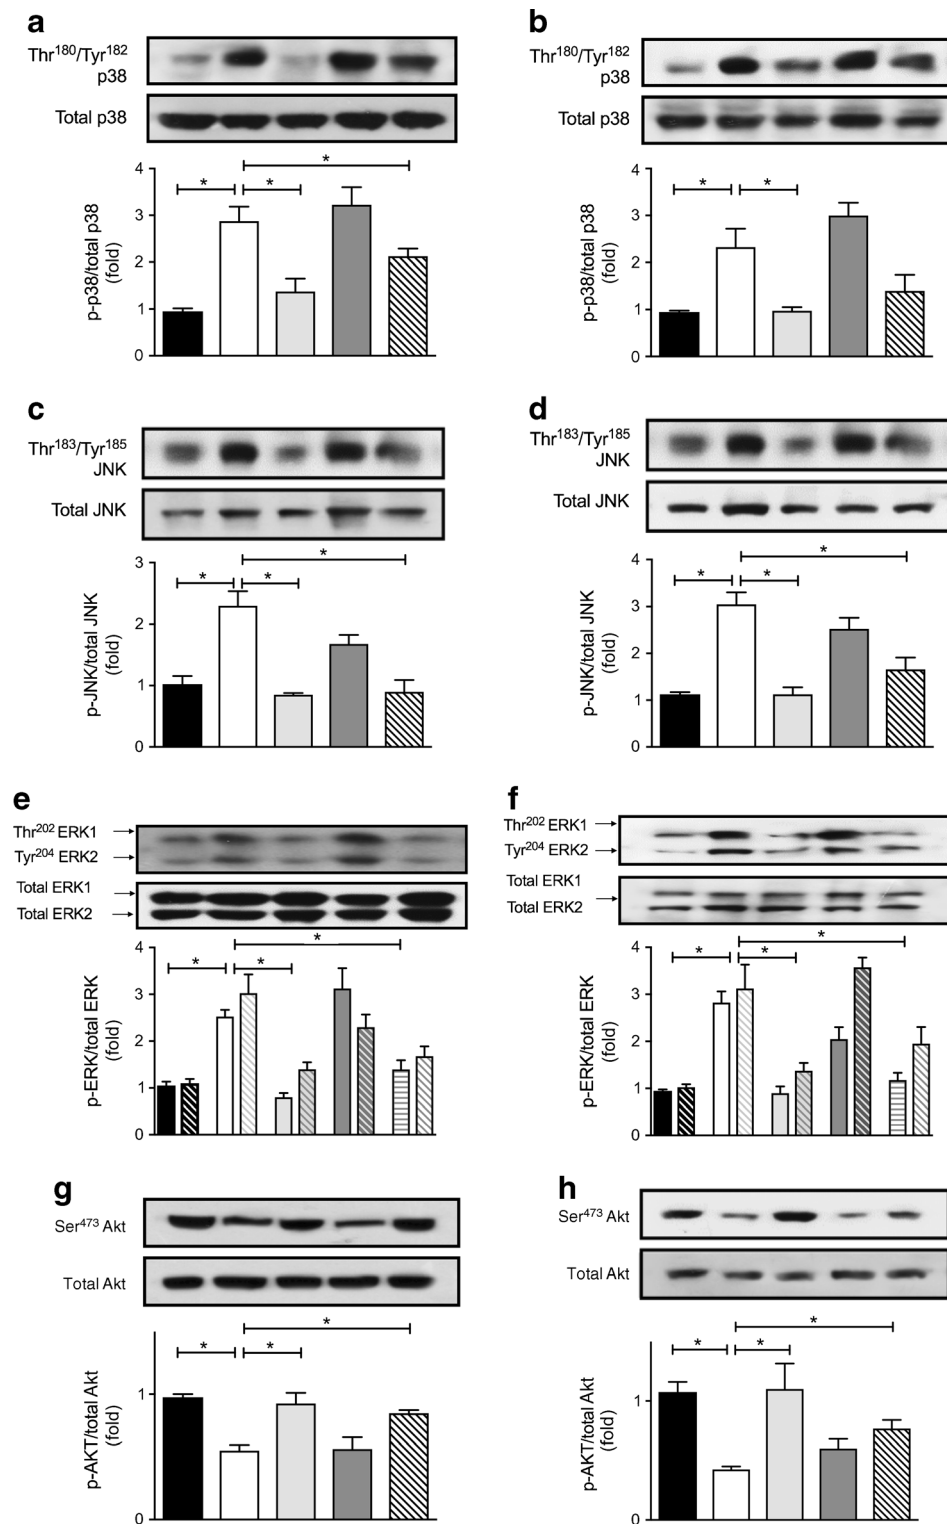 a
Thr¹⁸⁰/Tyr¹⁸²
p38
Total p38
p-p38/total p38
(fold)
4
3
2
1
0
*
*
*
b
Thr¹⁸⁰/Tyr¹⁸²
p38
Total p38
p-p38/total p38
(fold)
4
3
2
1
0
*
*
c
Thr¹⁸³/Tyr¹⁸⁵
JNK
Total JNK
p-JNK/total JNK
(fold)
3
2
1
0
*
*
*
d
Thr¹⁸³/Tyr¹⁸⁵
JNK
Total JNK
p-JNK/total JNK
(fold)
4
3
2
1
0
*
*
*
e
Thr²⁰² ERK1
Tyr²⁰⁴ ERK2
Total ERK1
Total ERK2
p-ERK/total ERK
(fold)
4
3
2
1
0
*
*
*
f
Thr²⁰² ERK1
Tyr²⁰⁴ ERK2
Total ERK1
Total ERK2
p-ERK/total ERK
(fold)
4
3
2
1
0
*
*
*
g
Ser⁴⁷³ Akt
Total Akt
p-AKT/total Akt
(fold)
1
0
*
*
*
h
Ser⁴⁷³ Akt
Total Akt
p-AKT/total Akt
(fold)
1
0
*
*
*